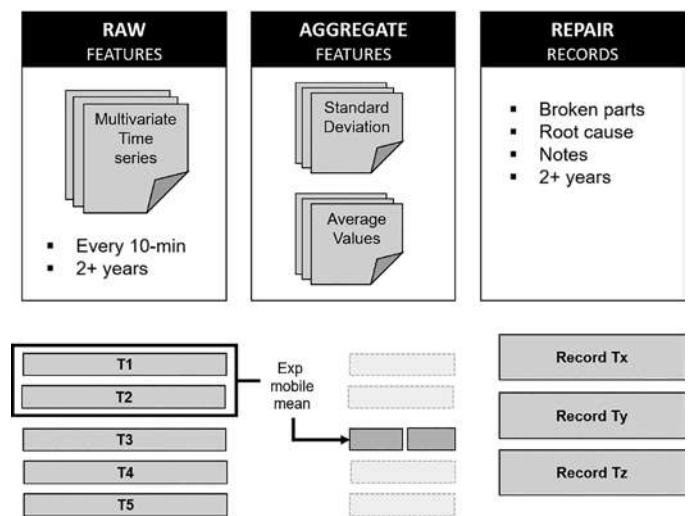 RAW
FEATURES
Multivariate
Time
series
▪ Every 10-min
▪ 2+ years
AGGREGATE
FEATURES
Standard
Deviation
Average
Values
REPAIR
RECORDS
▪ Broken parts
▪ Root cause
▪ Notes
▪ 2+ years
T1
T2
T3
T4
T5
Exp
mobile
mean
Record Tx
Record Ty
Record Tz